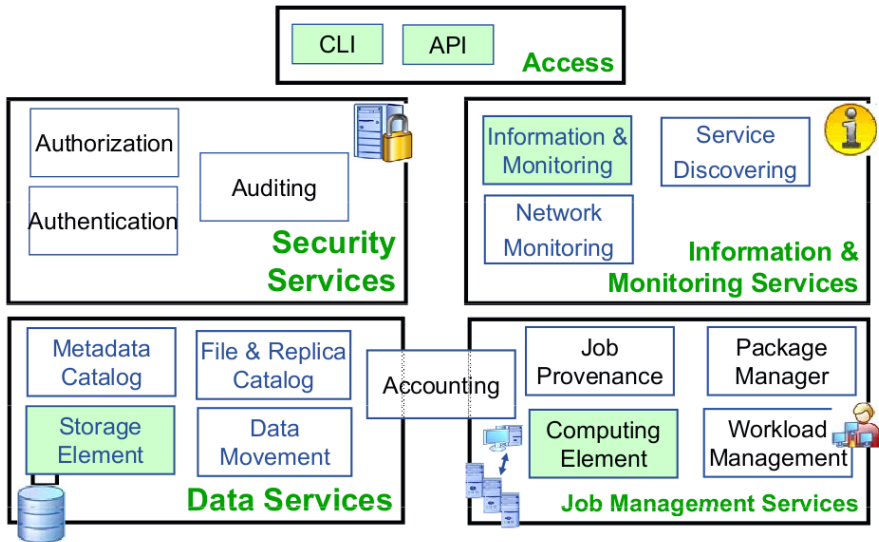 CLI
API
Access
Authorization
Authentication
Auditing
Security
Services
Information &
Monitoring
Service
Discovering
Network
Monitoring
Information &
Monitoring Services
Metadata
Catalog
File & Replica
Catalog
Storage
Element
Data
Movement
Data Services
Accounting
Job
Provenance
Package
Manager
Computing
Element
Workload
Management
Job Management Services